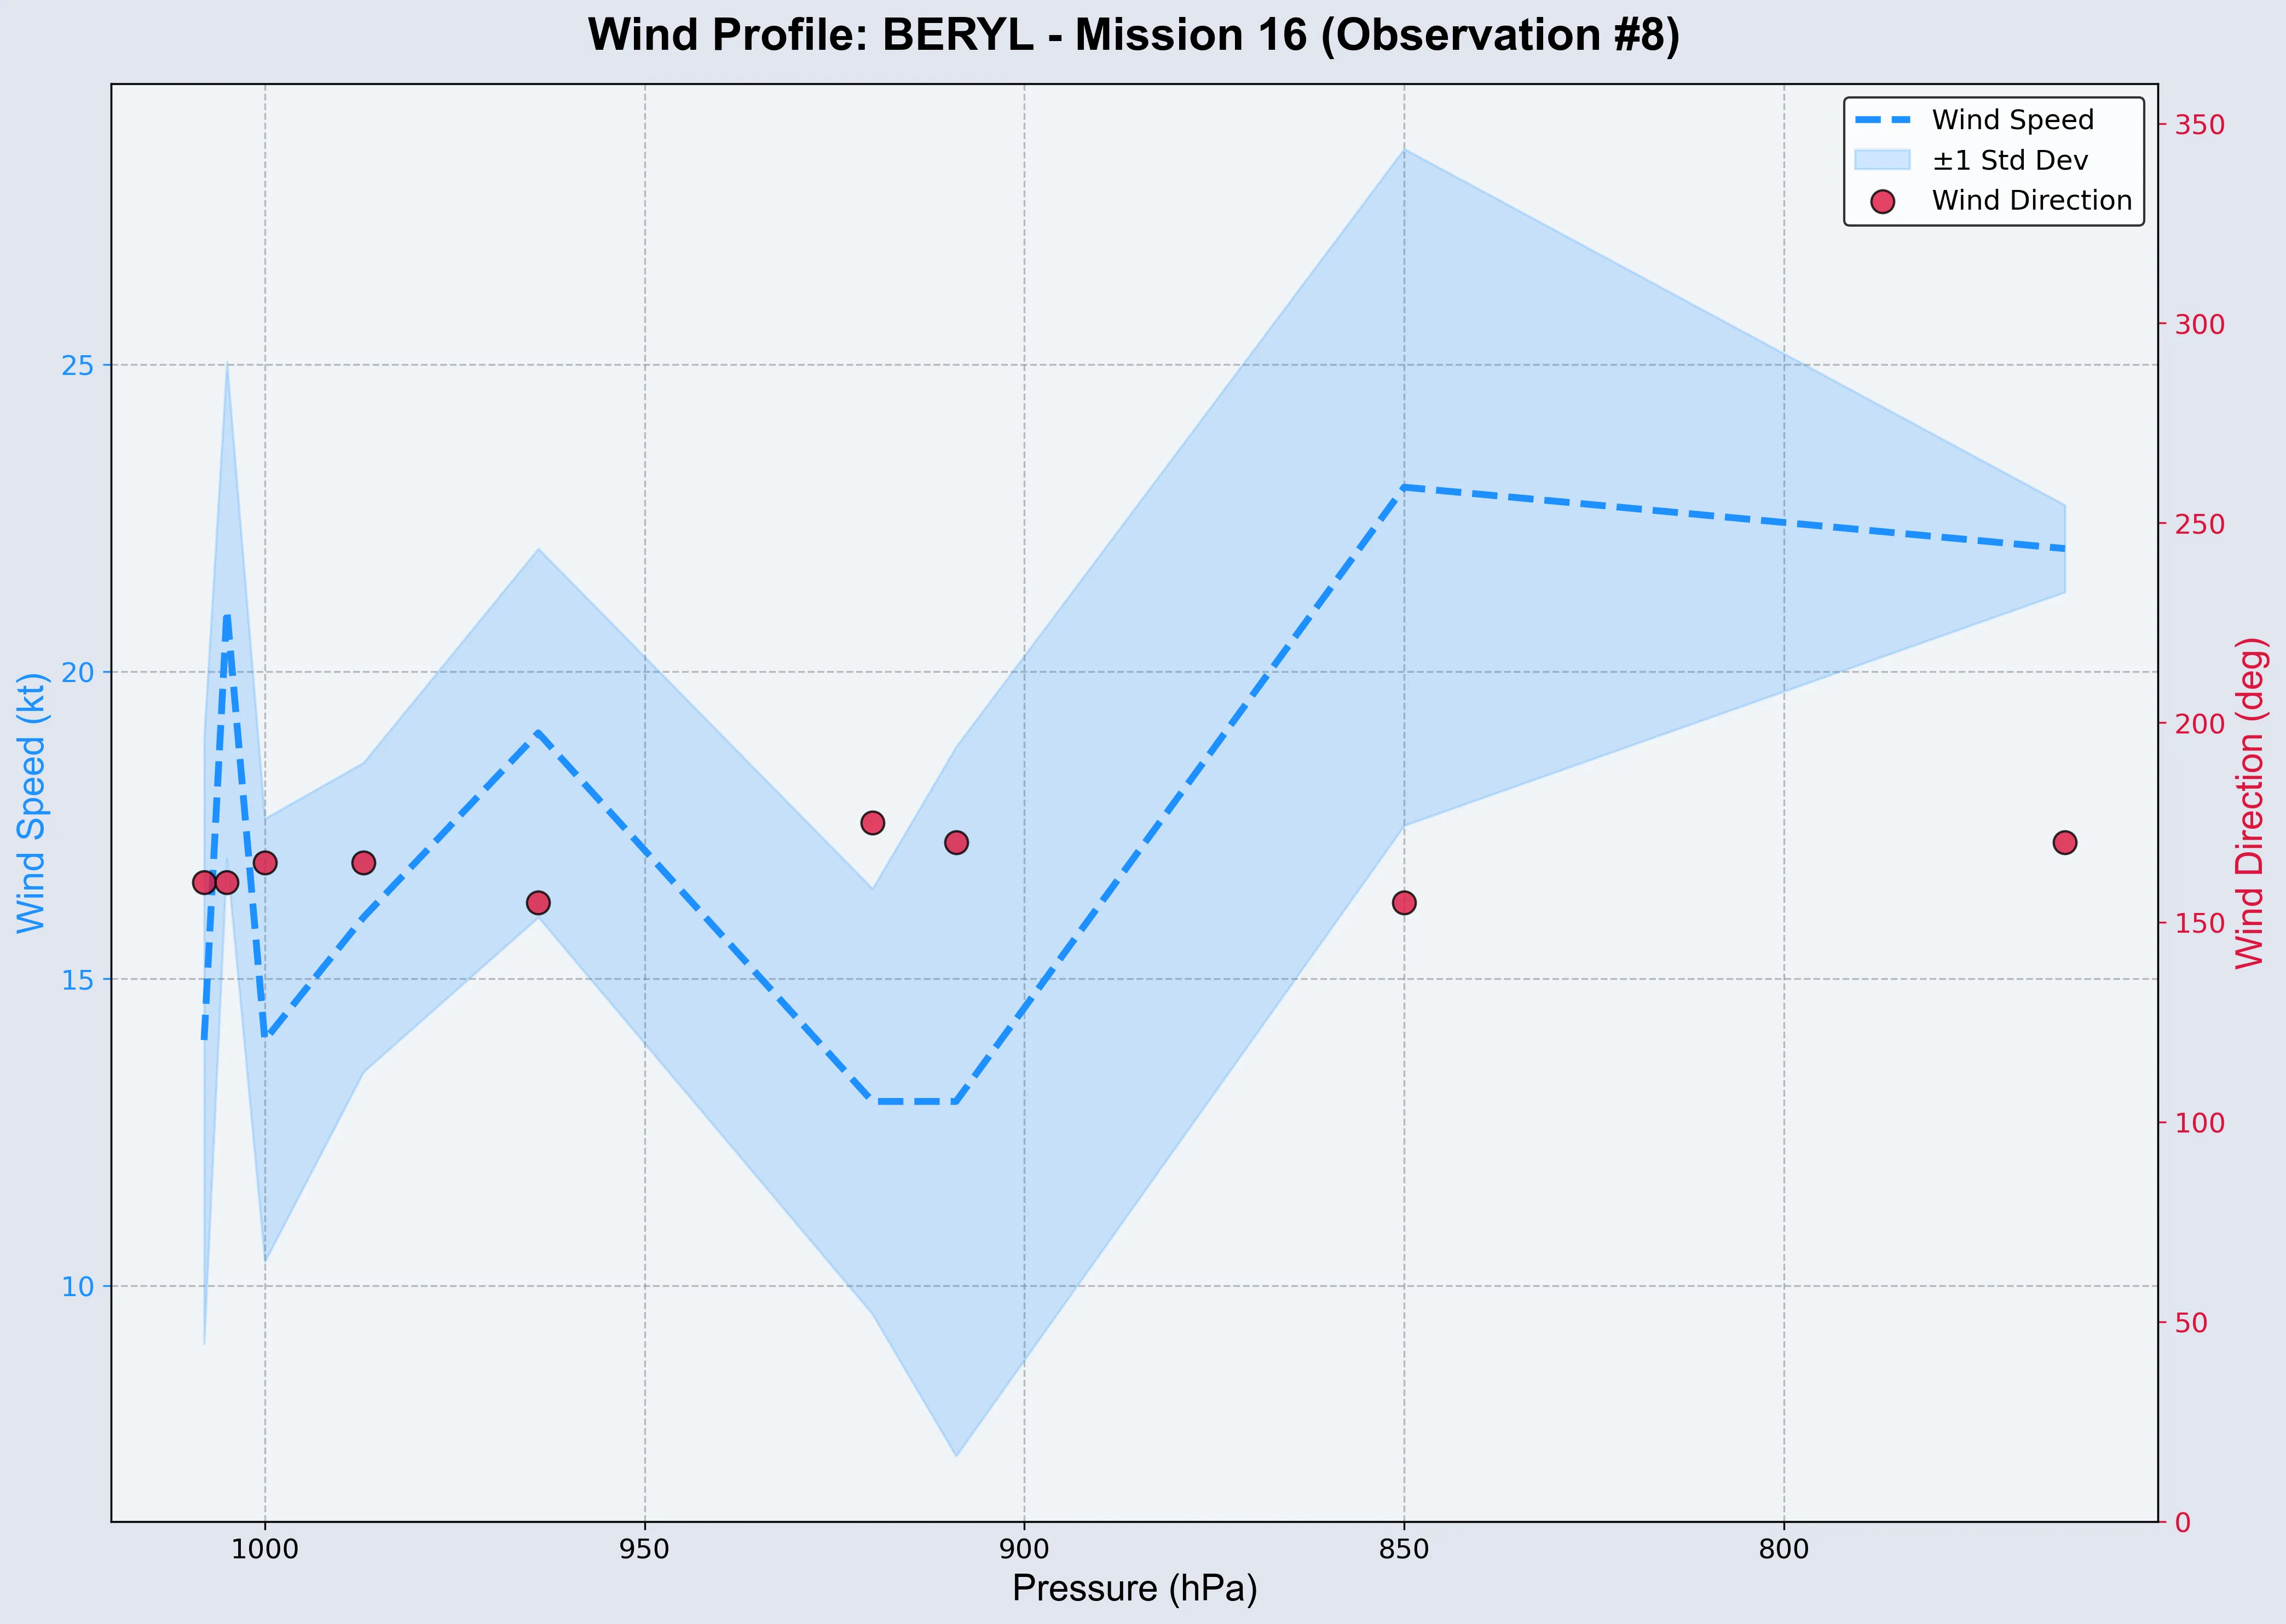 Wind Profile: BERYL - Mission 16 (Observation #8)
Wind Speed
±1 Std Dev
Wind Direction
Wind Speed (kt)
25
20
15
10
350
300
250
200
150
100
50
0
Wind Direction (deg)
1000 950 900 850 800
Pressure (hPa)